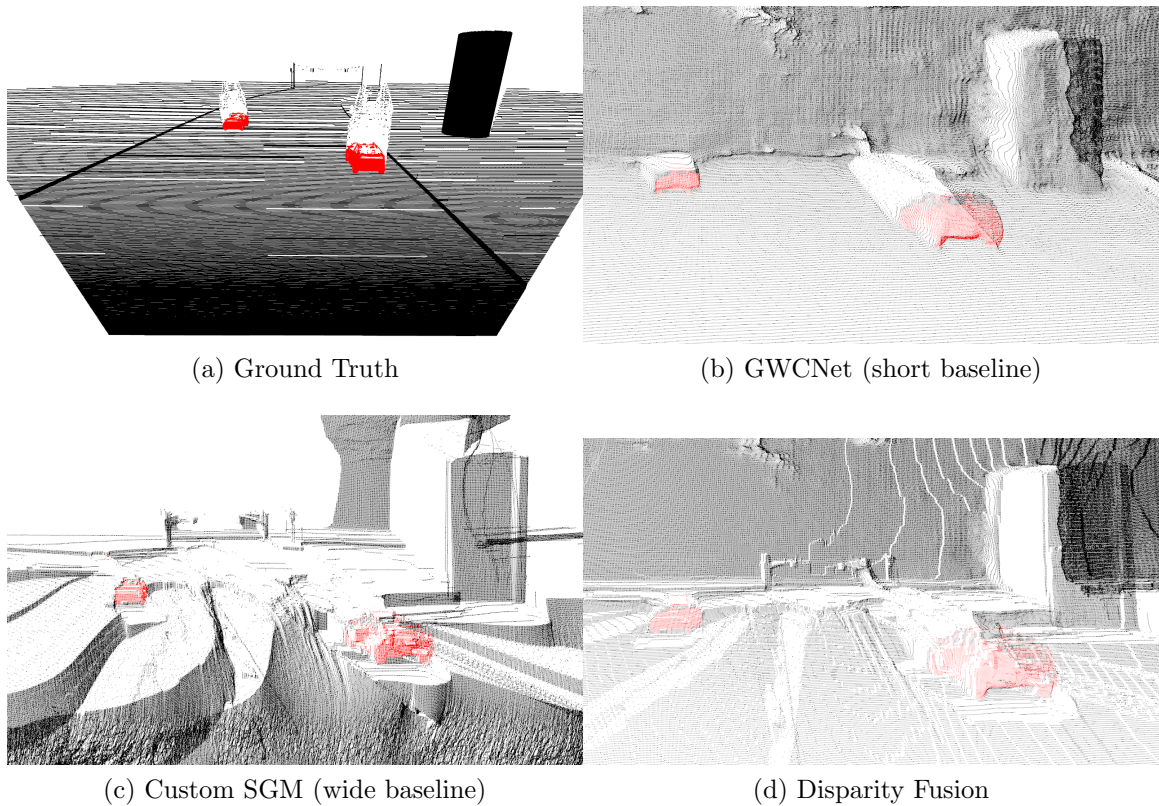 (a) Ground Truth
(b) GWCNet (short baseline)
(c) Custom SGM (wide baseline)
(d) Disparity Fusion